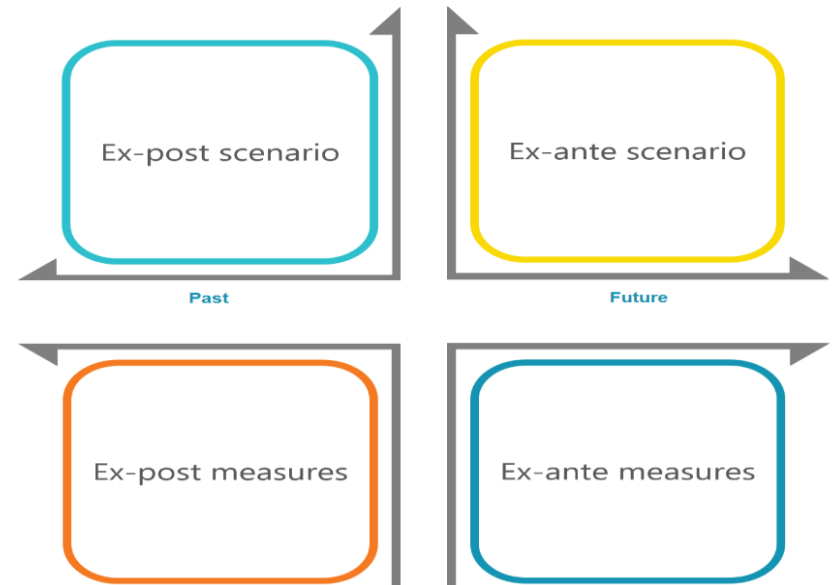 Ex-post scenario
Ex-ante scenario
Past
Future
Ex-post measures
Ex-ante measures